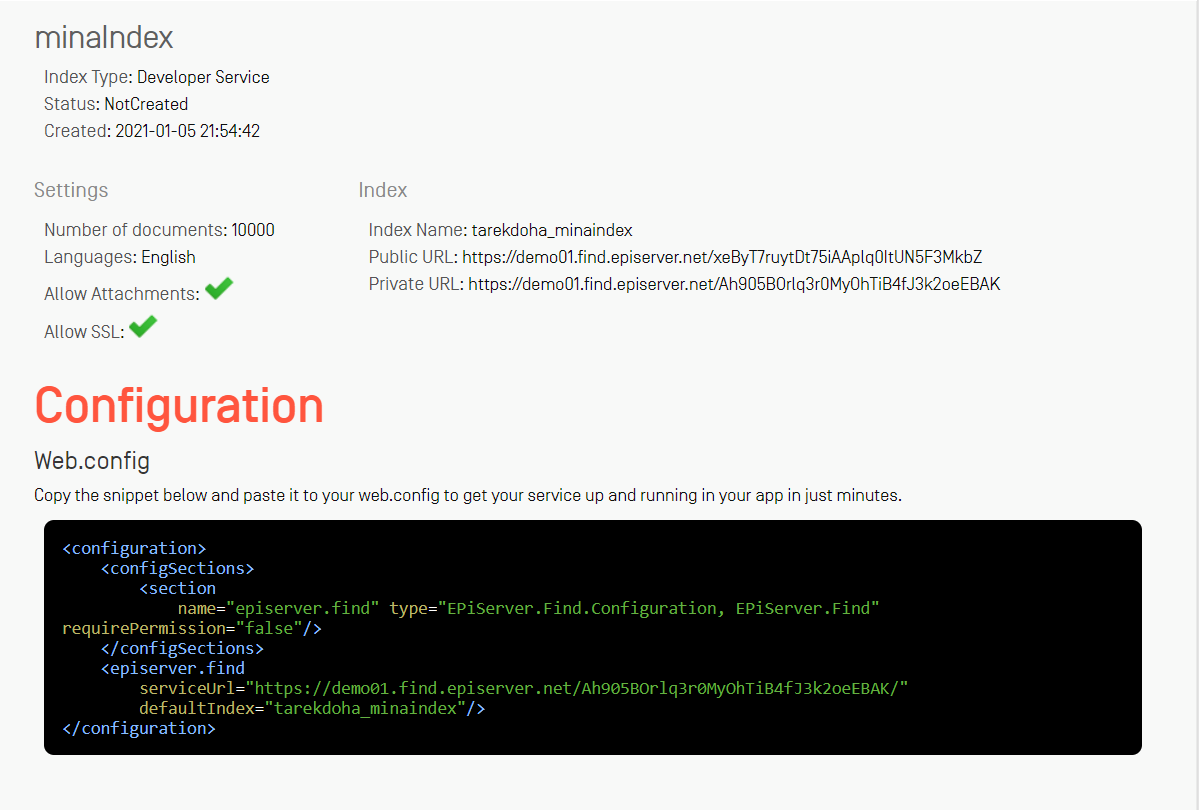 minaIndex
Index Type: Developer Service
Status: NotCreated
Created: 2021-01-05 21:54:42
Settings
Number of documents: 10000
Languages: English
Allow Attachments:
Allow SSL:
Index
Index Name: tarekdoha_minaindex
Public URL: https://demo01.find.episerver.net/xeByT7ruytDt75iAAplq0ItUN5F3MkbZ
Private URL: https://demo01.find.episerver.net/Ah905BOrlq3r0MyOhTiB4fJ3k2oeEBAK
Configuration
Web.config
Copy the snippet below and paste it to your web.config to get your service up and running in your app in just minutes.
<configuration>
    <configSections>
        <section
            name="episerver.find" type="EPiServer.Find.Configuration, EPiServer.Find"
requirePermission="false"/>
    </configSections>
    <episerver.find
        serviceUrl="https://demo01.find.episerver.net/Ah905BOrlq3r0MyOhTiB4fJ3k2oeEBAK/"
        defaultIndex="tarekdoha_minaindex"/>
</configuration>